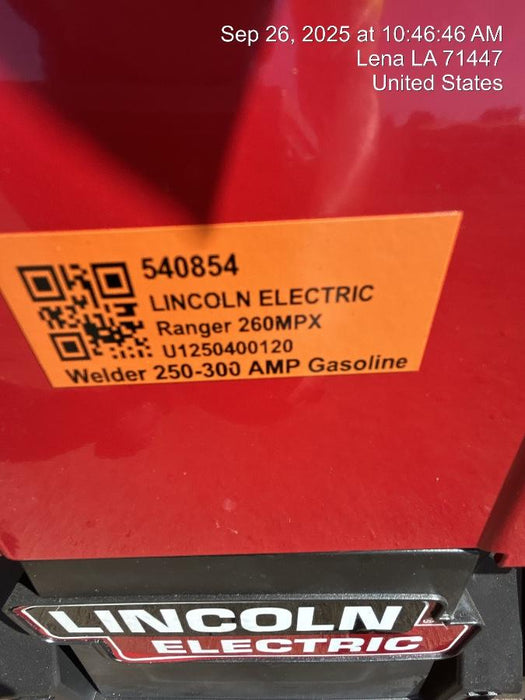 Sep 26, 2025 at 10:46:46 AM
Lena LA 71447
United States
540854
LINCOLN ELECTRIC
Ranger 260MPX
U1250400120
Welder 250-300 AMP Gasoline
LINCOLN
ELECTRIC